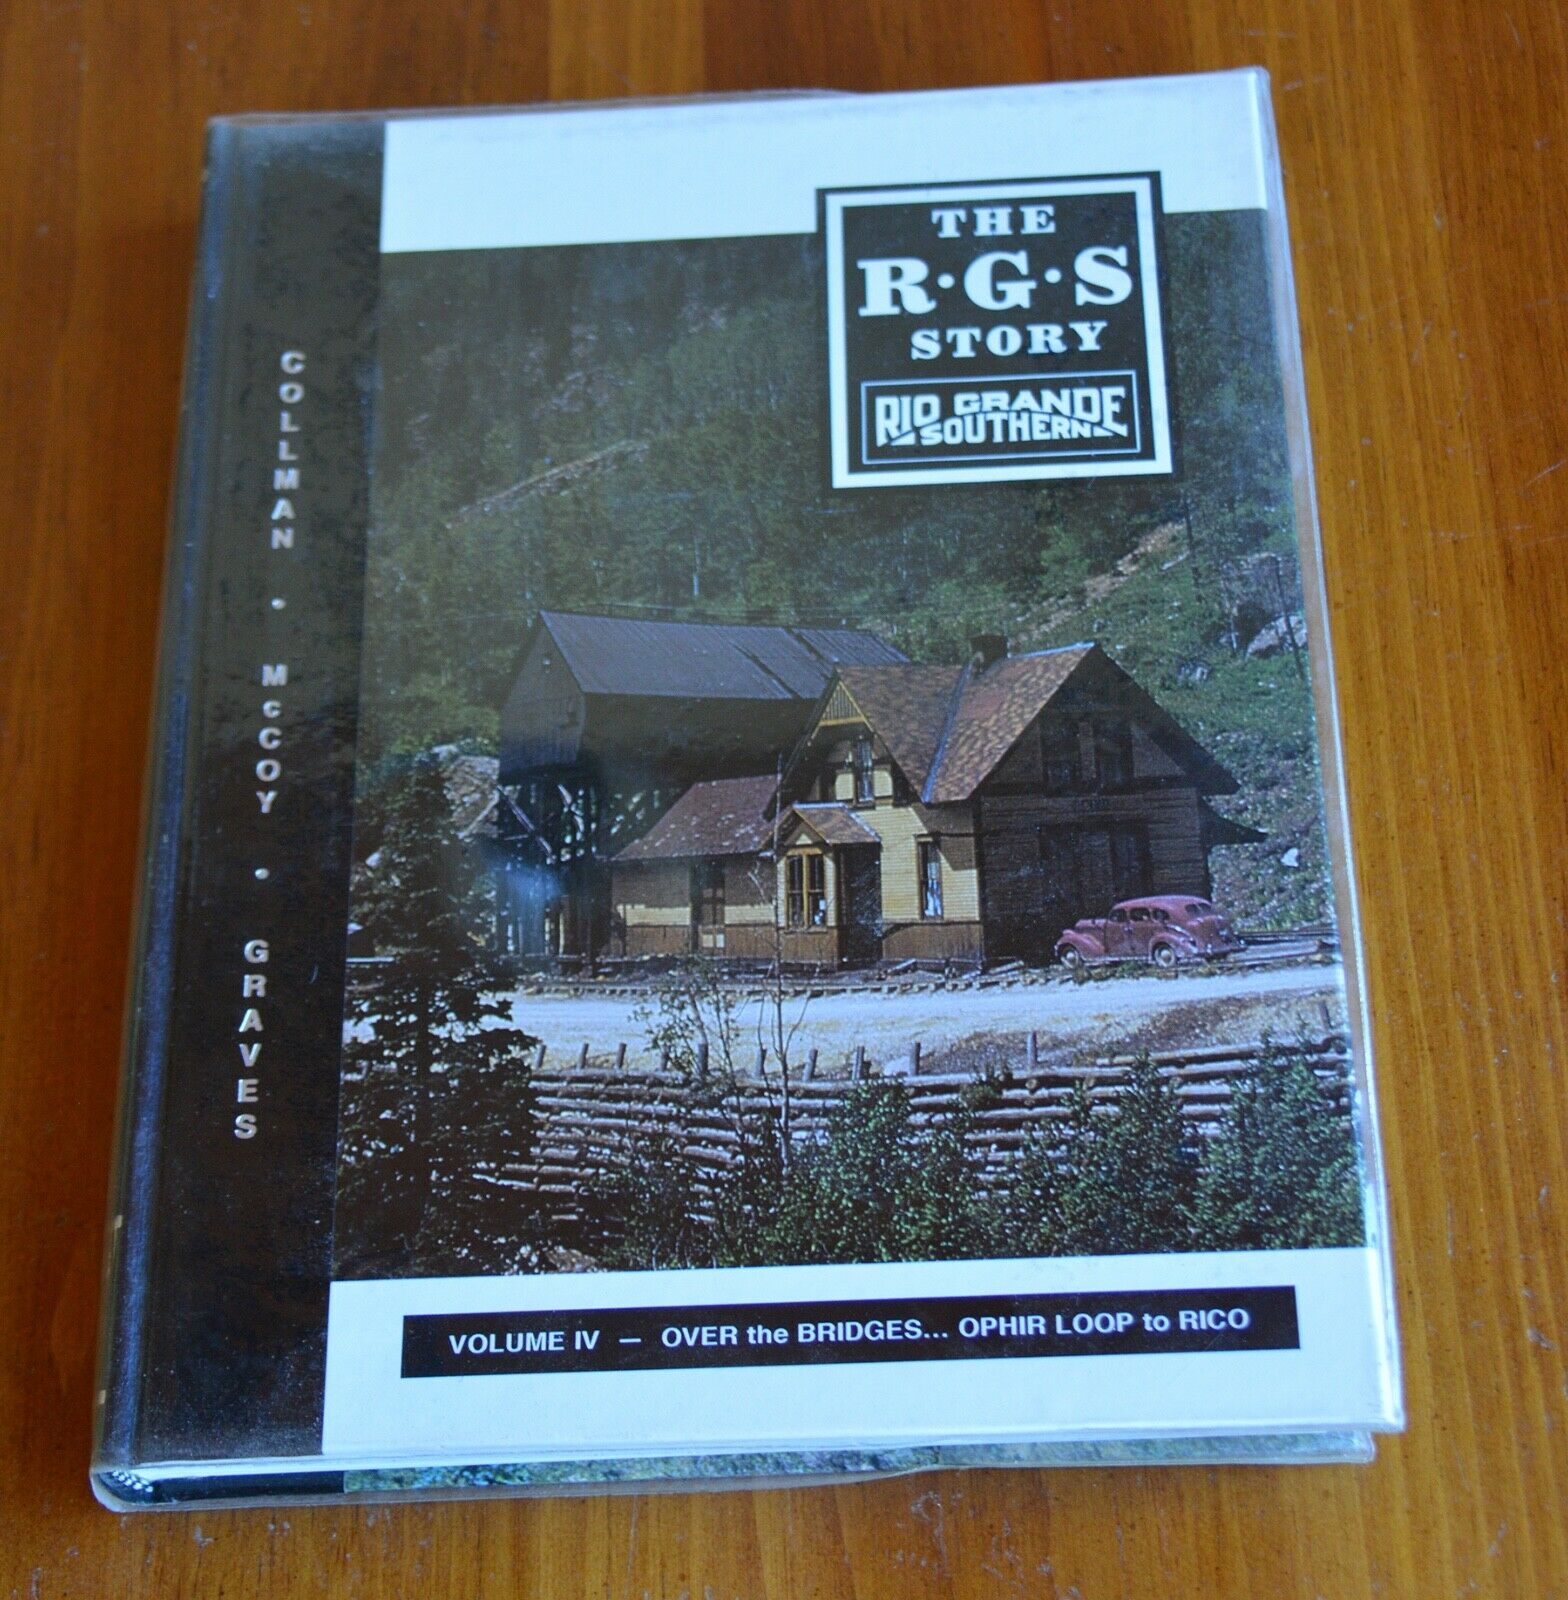 THE
R·G·S
STORY
RIO GRANDE
SOUTHERN
COLLMAN • McCOY • GRAVES
VOLUME IV — OVER the BRIDGES... OPHIR LOOP to RICO